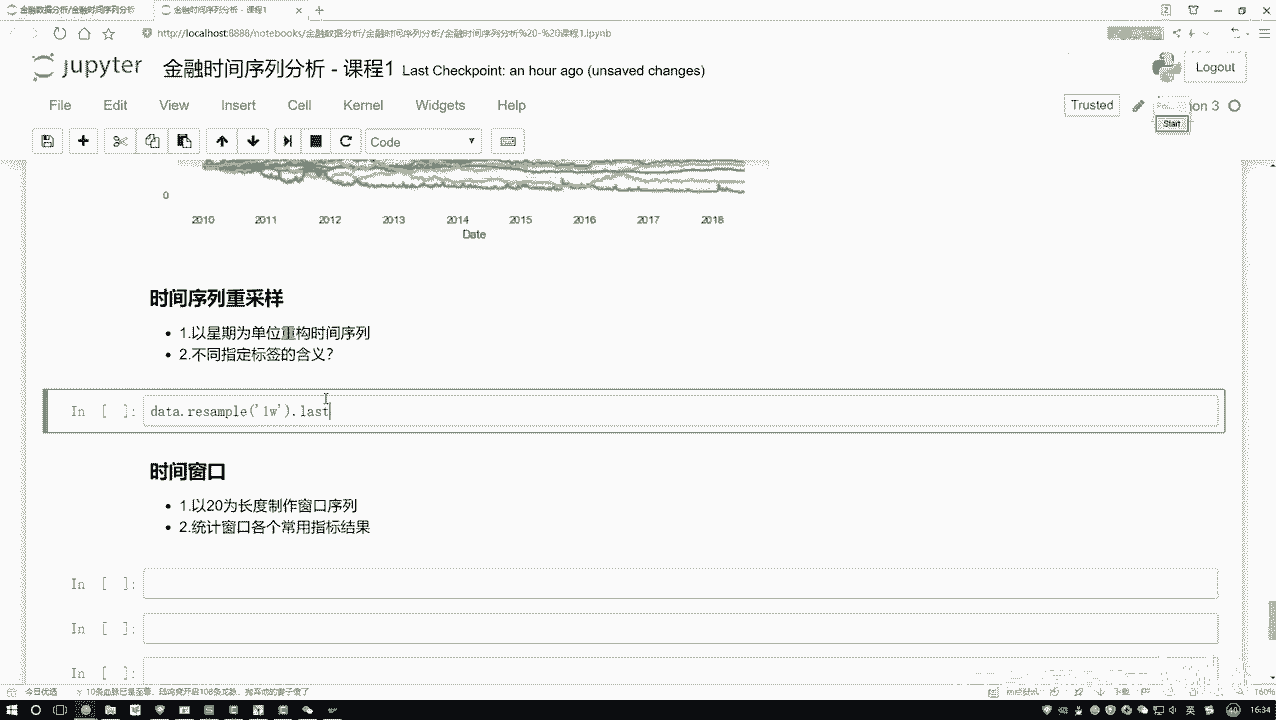 金融数据分析/金融时间序列分析
金融时间序列分析 - 课程1
http://localhost:8888/notebooks/金融数据分析/金融时间序列分析/金融时间序列分析%20-%20课程1.ipynb
jupyter 金融时间序列分析 - 课程1 Last Checkpoint: an hour ago (unsaved changes)
Logout
File Edit View Insert Cell Kernel Widgets Help
Trusted
on 3
Start
Code
0
2010 2011 2012 2013 2014 2015 2016 2017 2018
Date
时间序列重采样
1.以星期为单位重构时间序列
2.不同指定标签的含义?
In [ ]: data.resample('1w').last
时间窗口
1.以20为长度制作窗口序列
2.统计窗口各个常用指标结果
In [ ]:
In [ ]:
In [ ]:
今日优选
160%
英
16:34